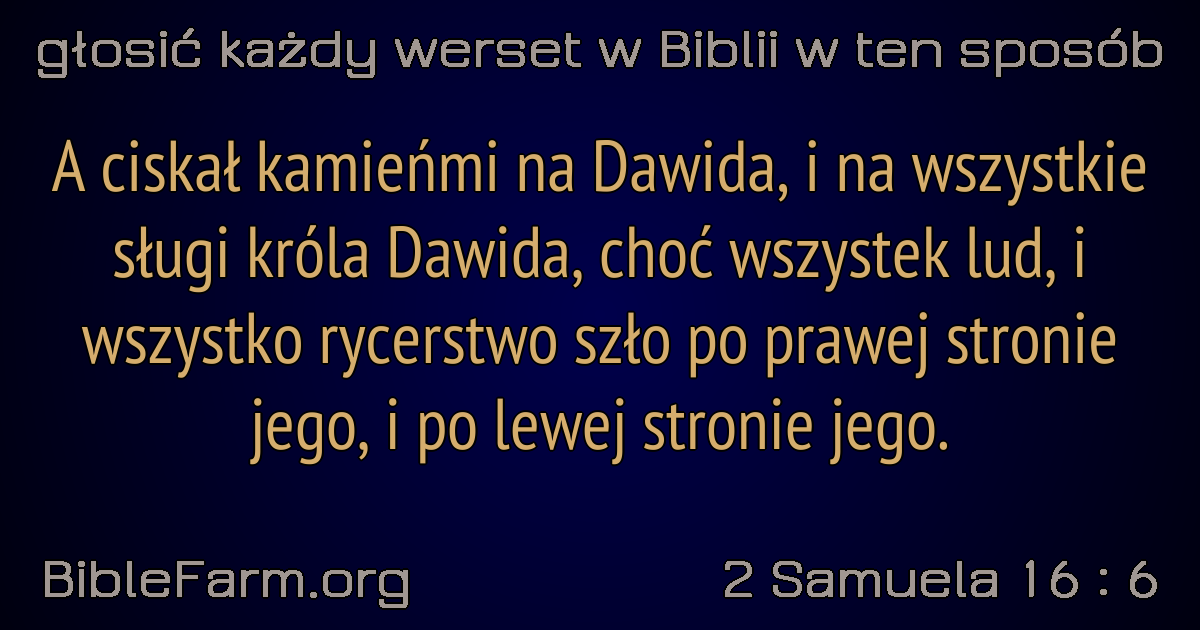 głosić każdy werset w Biblii w ten sposób
A ciskał kamieńmi na Dawida, i na wszystkie
sługi króla Dawida, choć wszystek lud, i
wszystko rycerstwo szło po prawej stronie
jego, i po lewej stronie jego.
BibleFarm.org
2 Samuela 16 : 6